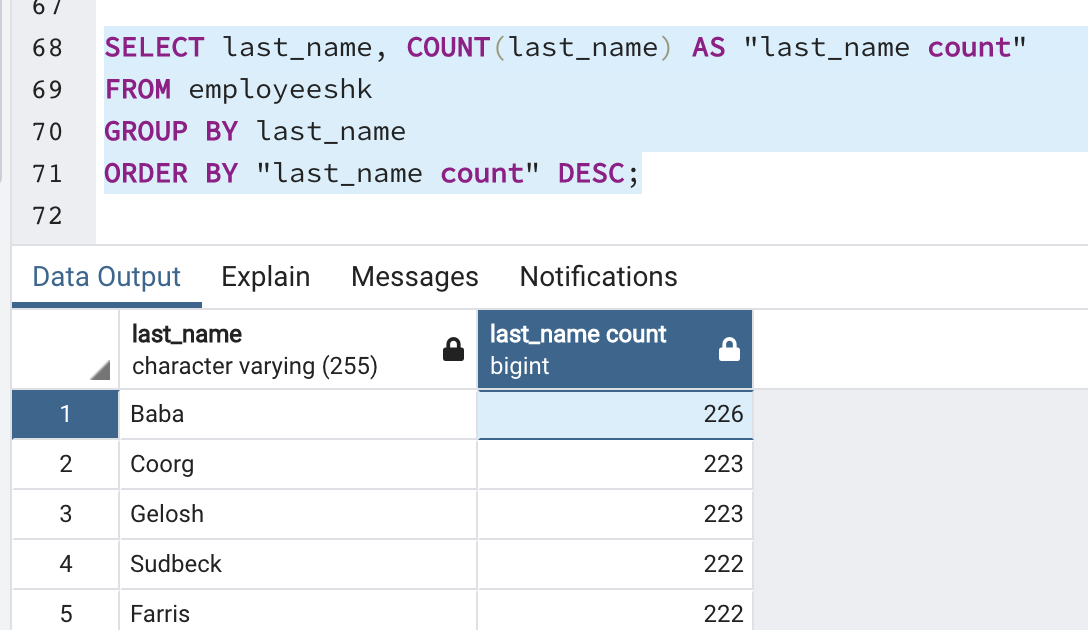 67
68 SELECT last_name, COUNT(last_name) AS "last_name count"
69 FROM employeeshk
70 GROUP BY last_name
71 ORDER BY "last_name count" DESC;
72
Data Output Explain Messages Notifications
last_name last_name count
character varying (255) bigint
1 Baba 226
2 Coorg 223
3 Gelosh 223
4 Sudbeck 222
5 Farris 222